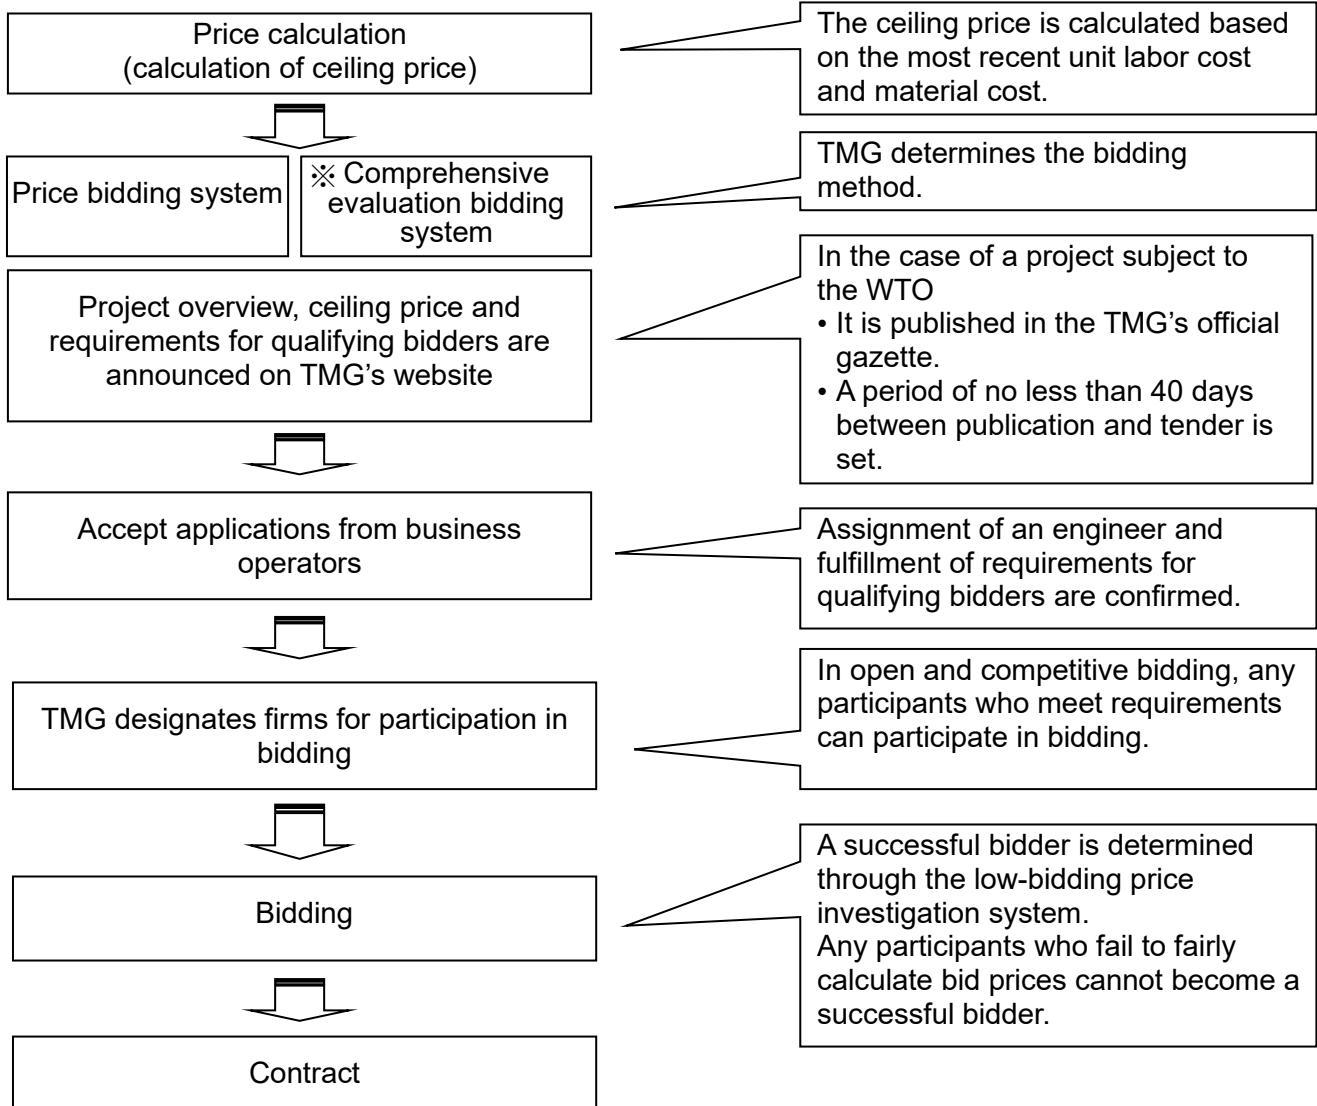 Price calculation
(calculation of ceiling price)
The ceiling price is calculated based
on the most recent unit labor cost
and material cost.
Price bidding system
※ Comprehensive
evaluation bidding
system
TMG determines the bidding
method.
Project overview, ceiling price and
requirements for qualifying bidders are
announced on TMG’s website
In the case of a project subject to
the WTO
• It is published in the TMG’s official
gazette.
• A period of no less than 40 days
between publication and tender is
set.
Accept applications from business
operators
Assignment of an engineer and
fulfillment of requirements for
qualifying bidders are confirmed.
TMG designates firms for participation in
bidding
In open and competitive bidding, any
participants who meet requirements
can participate in bidding.
Bidding
A successful bidder is determined
through the low-bidding price
investigation system.
Any participants who fail to fairly
calculate bid prices cannot become a
successful bidder.
Contract